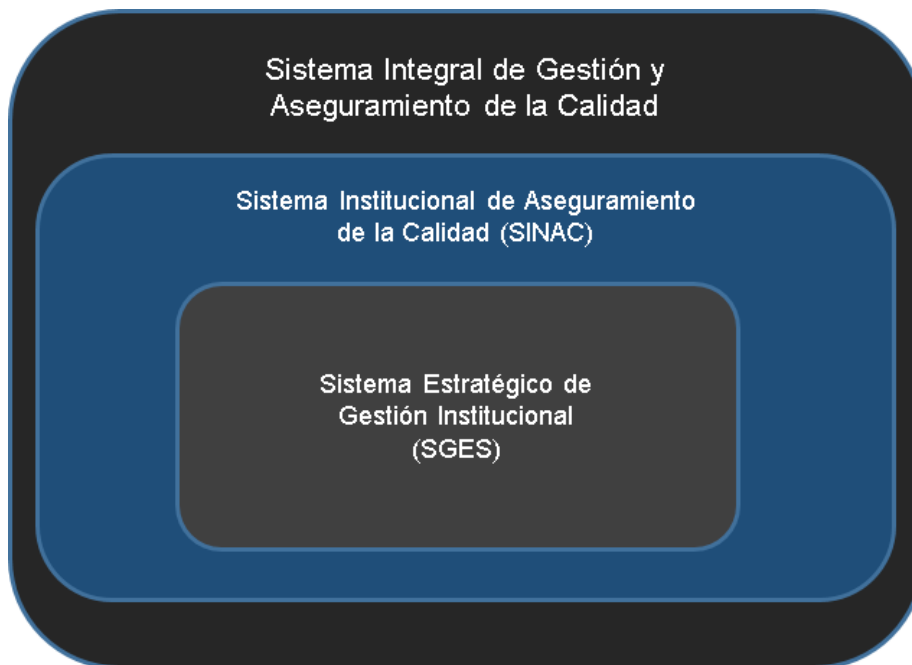 Sistema Integral de Gestión y
Aseguramiento de la Calidad
Sistema Institucional de Aseguramiento
de la Calidad (SINAC)
Sistema Estratégico de
Gestión Institucional
(SGES)